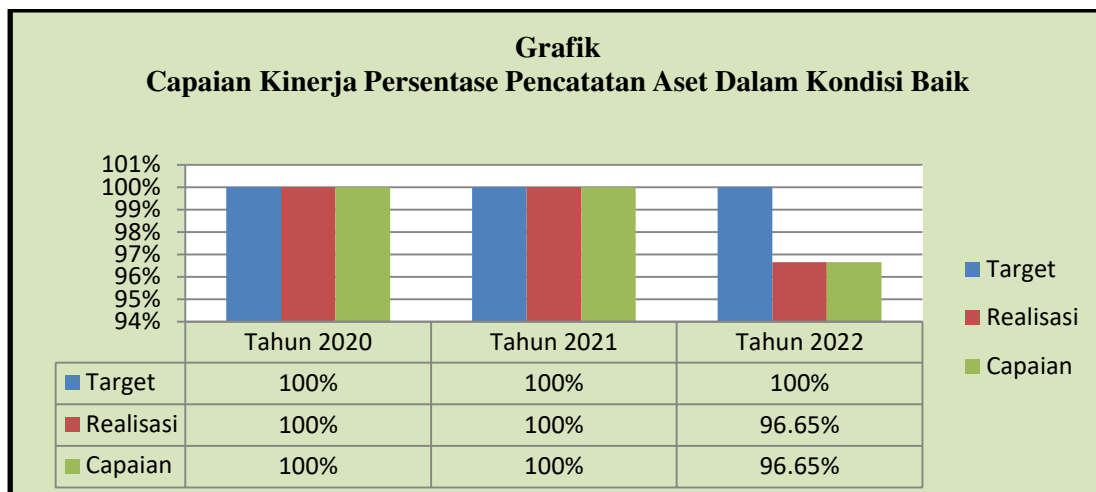 Grafik
Capaian Kinerja Persentase Pencatatan Aset Dalam Kondisi Baik
101%
100%
99%
98%
97%
96%
95%
94%
Tahun 2020 Tahun 2021 Tahun 2022
Target 100% 100% 100%
Realisasi 100% 100% 96.65%
Capaian 100% 100% 96.65%
Target
Realisasi
Capaian